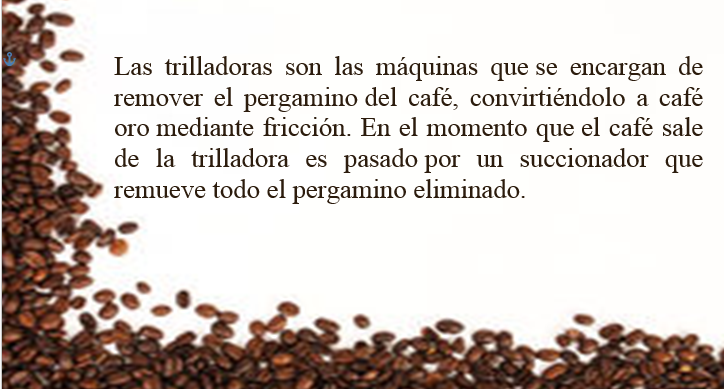 Las trilladoras son las máquinas que se encargan de
remover el pergamino del café, convirtiéndolo a café
oro mediante fricción. En el momento que el café sale
de la trilladora es pasado por un succionador que
remueve todo el pergamino eliminado.